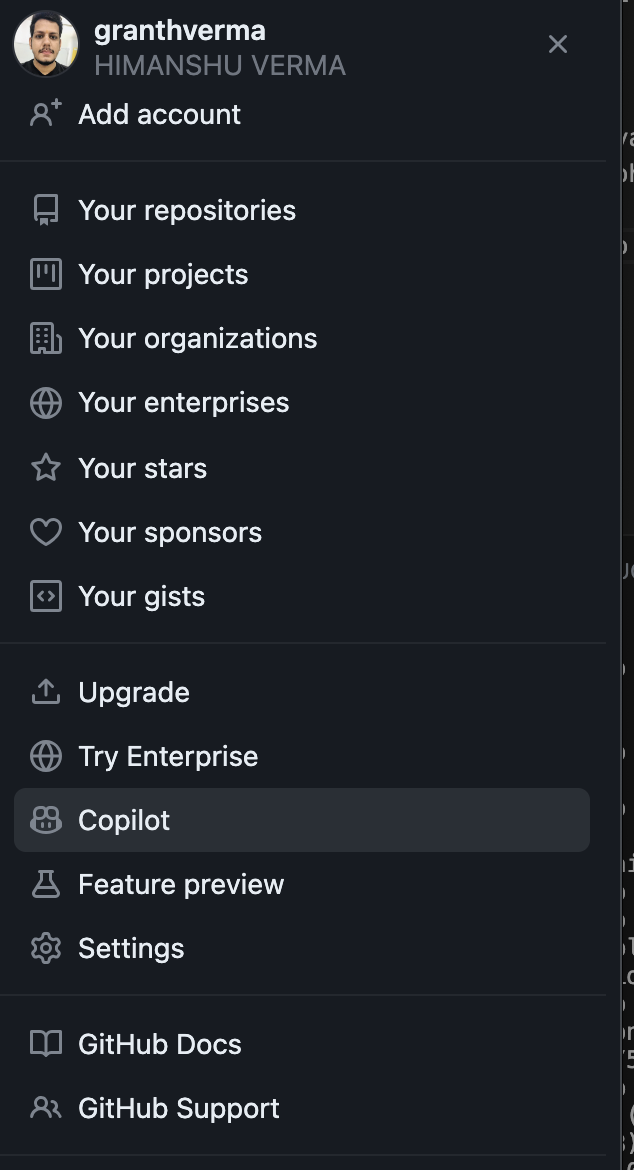 granthverma
HIMANSHU VERMA
Add account
Your repositories
Your projects
Your organizations
Your enterprises
Your stars
Your sponsors
Your gists
Upgrade
Try Enterprise
Copilot
Feature preview
Settings
GitHub Docs
GitHub Support